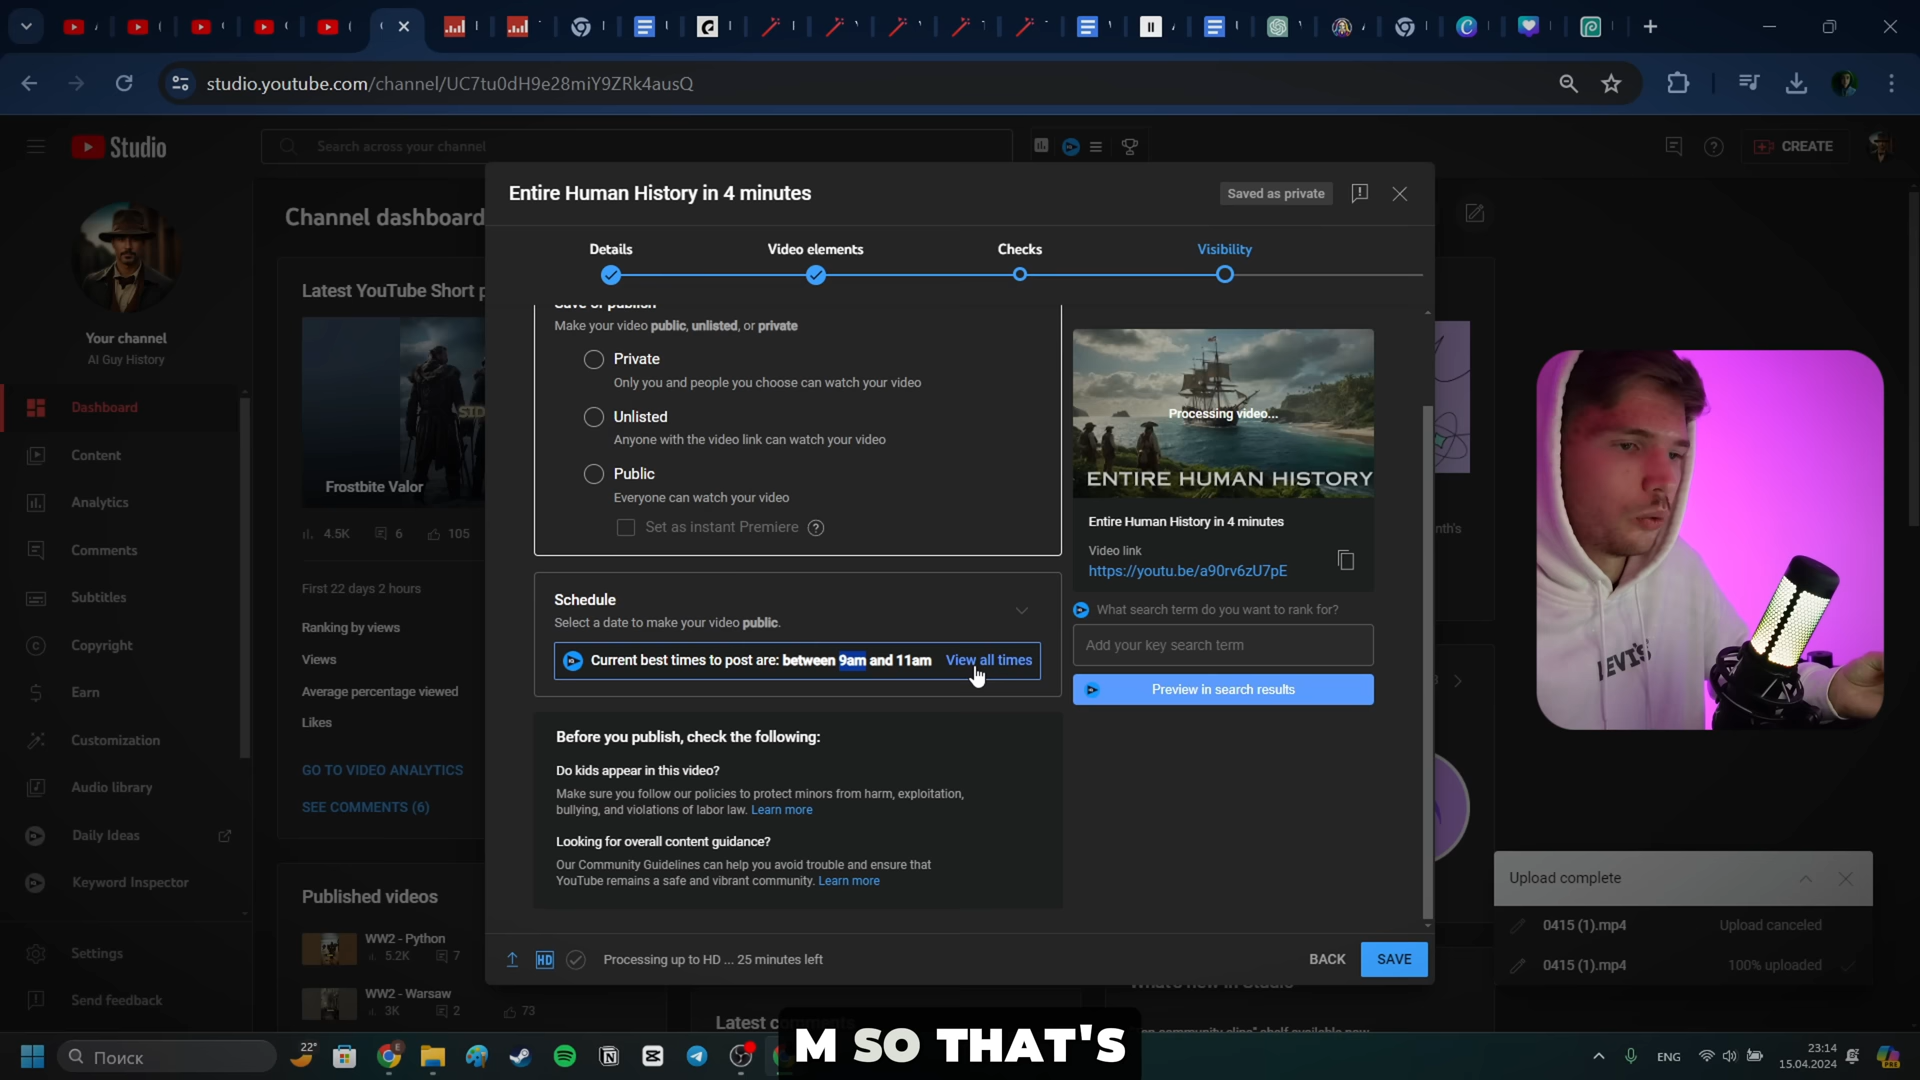 studio.youtube.com/channel/UC7tu0dH9e28miY9ZRk4ausQ
Studio
Search across your channel
CREATE
Your channel
AI Guy History
Dashboard
Content
Analytics
Comments
Subtitles
Copyright
Earn
Customization
Audio library
Daily Ideas
Keyword Inspector
Settings
Send feedback
Channel dashboard
Latest YouTube Short p
Frostbite Valor
4.5K 6 105
First 22 days 2 hours
Ranking by views
Views
Average percentage viewed
Likes
GO TO VIDEO ANALYTICS
SEE COMMENTS (6)
Published videos
WW2 - Python
5.2K 7
WW2 - Warsaw
3K 2 73
Entire Human History in 4 minutes
Saved as private
Details
Video elements
Checks
Visibility
Make your video public, unlisted, or private
Private
Only you and people you choose can watch your video
Unlisted
Anyone with the video link can watch your video
Public
Everyone can watch your video
Set as instant Premiere
Schedule
Select a date to make your video public.
Current best times to post are: between 9am and 11am View all times
Before you publish, check the following:
Do kids appear in this video?
Make sure you follow our policies to protect minors from harm, exploitation,
bullying, and violations of labor law. Learn more
Looking for overall content guidance?
Our Community Guidelines can help you avoid trouble and ensure that
YouTube remains a safe and vibrant community. Learn more
Processing video...
ENTIRE HUMAN HISTORY
Entire Human History in 4 minutes
Video link
https://youtu.be/a90rv6zU7pE
What search term do you want to rank for?
Add your key search term
Preview in search results
HD
Processing up to HD ... 25 minutes left
BACK
SAVE
nth's
LEVI'S
Upload complete
0415 (1).mp4 Upload canceled
0415 (1).mp4 100% uploaded
Latest comments
M SO THAT'S
22°
Поиск
ENG
23:14
15.04.2024